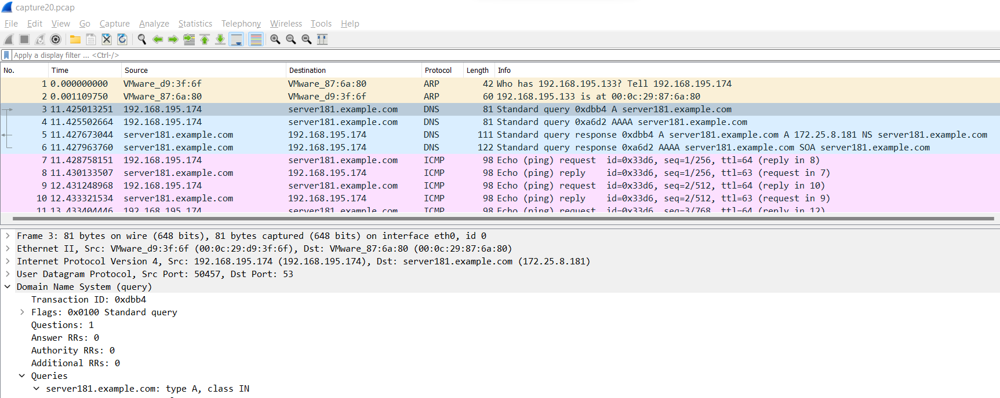 capture20.pcap
File Edit View Go Capture Analyze Statistics Telephony Wireless Tools Help
Apply a display filter ... <Ctrl-/>
No. Time Source Destination Protocol Length Info
1 0.000000000 VMware_d9:3f:6f VMware_87:6a:80 ARP 42 Who has 192.168.195.133? Tell 192.168.195.174
2 0.001109750 VMware_87:6a:80 VMware_d9:3f:6f ARP 60 192.168.195.133 is at 00:0c:29:87:6a:80
3 11.425013251 192.168.195.174 server181.example.com DNS 81 Standard query 0xdbb4 A server181.example.com
4 11.425502664 192.168.195.174 server181.example.com DNS 81 Standard query 0xa6d2 AAAA server181.example.com
5 11.427673044 server181.example.com 192.168.195.174 DNS 111 Standard query response 0xdbb4 A server181.example.com A 172.25.8.181 NS server181.example.com
6 11.427963760 server181.example.com 192.168.195.174 DNS 122 Standard query response 0xa6d2 AAAA server181.example.com SOA server181.example.com
7 11.428758151 192.168.195.174 server181.example.com ICMP 98 Echo (ping) request id=0x33d6, seq=1/256, ttl=64 (reply in 8)
8 11.430133507 server181.example.com 192.168.195.174 ICMP 98 Echo (ping) reply id=0x33d6, seq=1/256, ttl=63 (request in 7)
9 12.431248968 192.168.195.174 server181.example.com ICMP 98 Echo (ping) request id=0x33d6, seq=2/512, ttl=64 (reply in 10)
10 12.433321534 server181.example.com 192.168.195.174 ICMP 98 Echo (ping) reply id=0x33d6, seq=2/512, ttl=63 (request in 9)
11 13.433404446 192.168.195.174 server181.example.com ICMP 98 Echo (ping) request id=0x33d6, seq=3/768, ttl=64 (reply in 12)
Frame 3: 81 bytes on wire (648 bits), 81 bytes captured (648 bits) on interface eth0, id 0
Ethernet II, Src: VMware_d9:3f:6f (00:0c:29:d9:3f:6f), Dst: VMware_87:6a:80 (00:0c:29:87:6a:80)
Internet Protocol Version 4, Src: 192.168.195.174 (192.168.195.174), Dst: server181.example.com (172.25.8.181)
User Datagram Protocol, Src Port: 50457, Dst Port: 53
Domain Name System (query)
Transaction ID: 0xdbb4
Flags: 0x0100 Standard query
Questions: 1
Answer RRs: 0
Authority RRs: 0
Additional RRs: 0
Queries
server181.example.com: type A, class IN